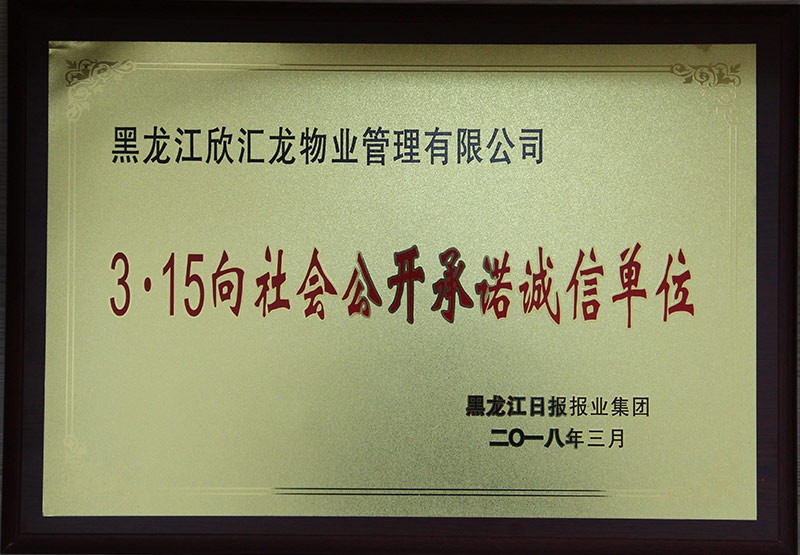 黑龙江欣汇龙物业管理有限公司
3·15向社会公开承诺诚信单位
黑龙江日报报业集团
二〇一八年三月